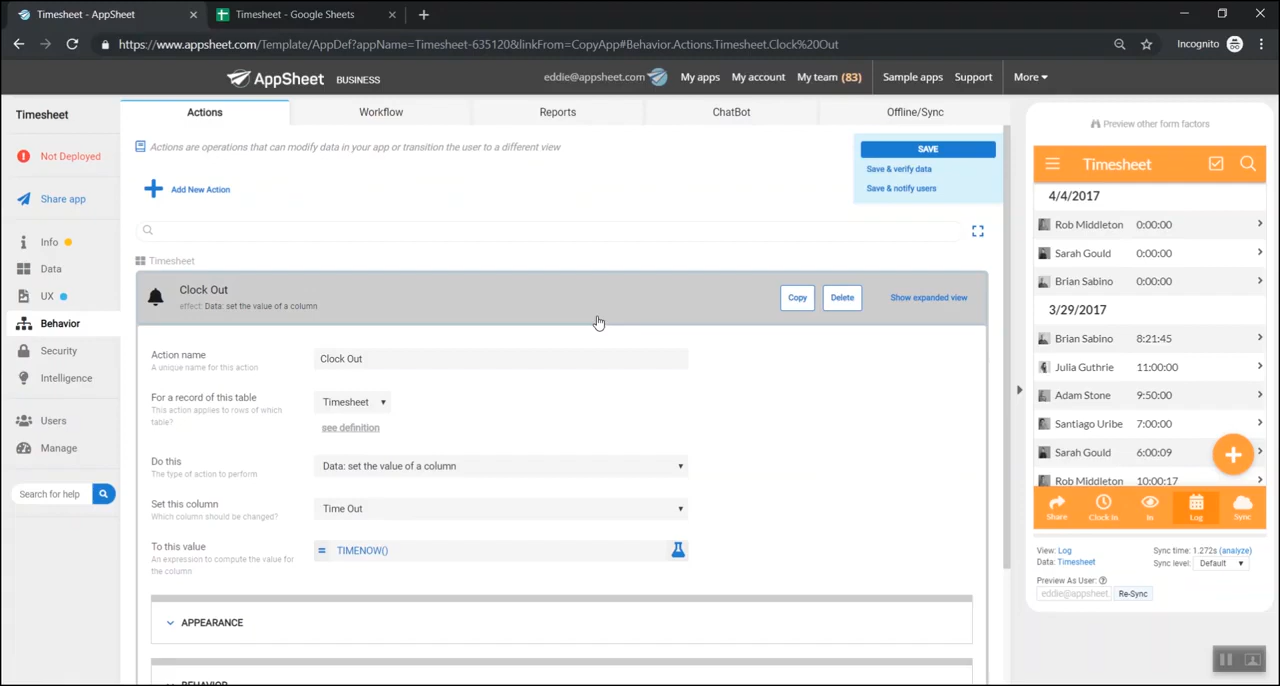 Timesheet - AppSheet
Timesheet - Google Sheets
https://www.appsheet.com/Template/AppDef?appName=Timesheet-635120&linkFrom=CopyApp#Behavior.Actions.Timesheet.Clock%20Out
Incognito
AppSheet BUSINESS
eddie@appsheet.com
My apps
My account
My team (83)
Sample apps
Support
More
Timesheet
Not Deployed
Share app
Info
Data
UX
Behavior
Security
Intelligence
Users
Manage
Search for help
Actions
Workflow
Reports
ChatBot
Offline/Sync
Actions are operations that can modify data in your app or transition the user to a different view
SAVE
Save & verify data
Save & notify users
Add New Action
Timesheet
Clock Out
effect: Data: set the value of a column
Copy
Delete
Show expanded view
Action name
A unique name for this action
Clock Out
For a record of this table
This action applies to rows of which
table?
Timesheet
see definition
Do this
The type of action to perform
Data: set the value of a column
Set this column
Which column should be changed?
Time Out
To this value
An expression to compute the value for
the column
= TIMENOW()
APPEARANCE
BEHAVIOR
Preview other form factors
Timesheet
4/4/2017
Rob Middleton 0:00:00
Sarah Gould 0:00:00
Brian Sabino 0:00:00
3/29/2017
Brian Sabino 8:21:45
Julia Guthrie 11:00:00
Adam Stone 9:50:00
Santiago Uribe 7:00:00
Sarah Gould 6:00:09
Rob Middleton 10:00:17
Share
Clock In
In
Log
Sync
View: Log
Data: Timesheet
Sync time: 1.272s (analyze)
Sync level: Default
Preview As User:
eddie@appsheet
Re-Sync